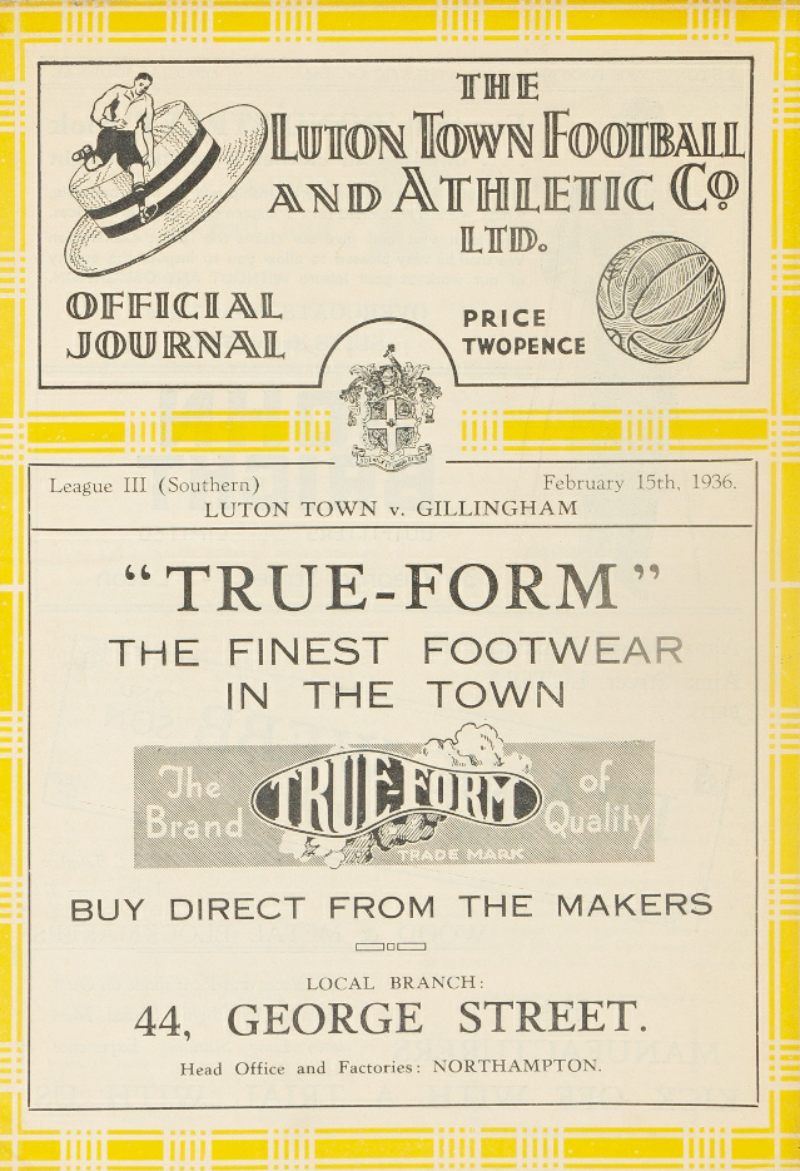 THE
LUTON TOWN FOOTBALL
AND ATHLETIC CO
LTD.
OFFICIAL
JOURNAL
PRICE
TWOPENCE
League III (Southern)
February 15th, 1936.
LUTON TOWN v. GILLINGHAM
"TRUE-FORM"
THE FINEST FOOTWEAR
IN THE TOWN
The
Brand
TRUE-FORM
of
Quality
TRADE MARK
BUY DIRECT FROM THE MAKERS
LOCAL BRANCH:
44, GEORGE STREET.
Head Office and Factories: NORTHAMPTON.